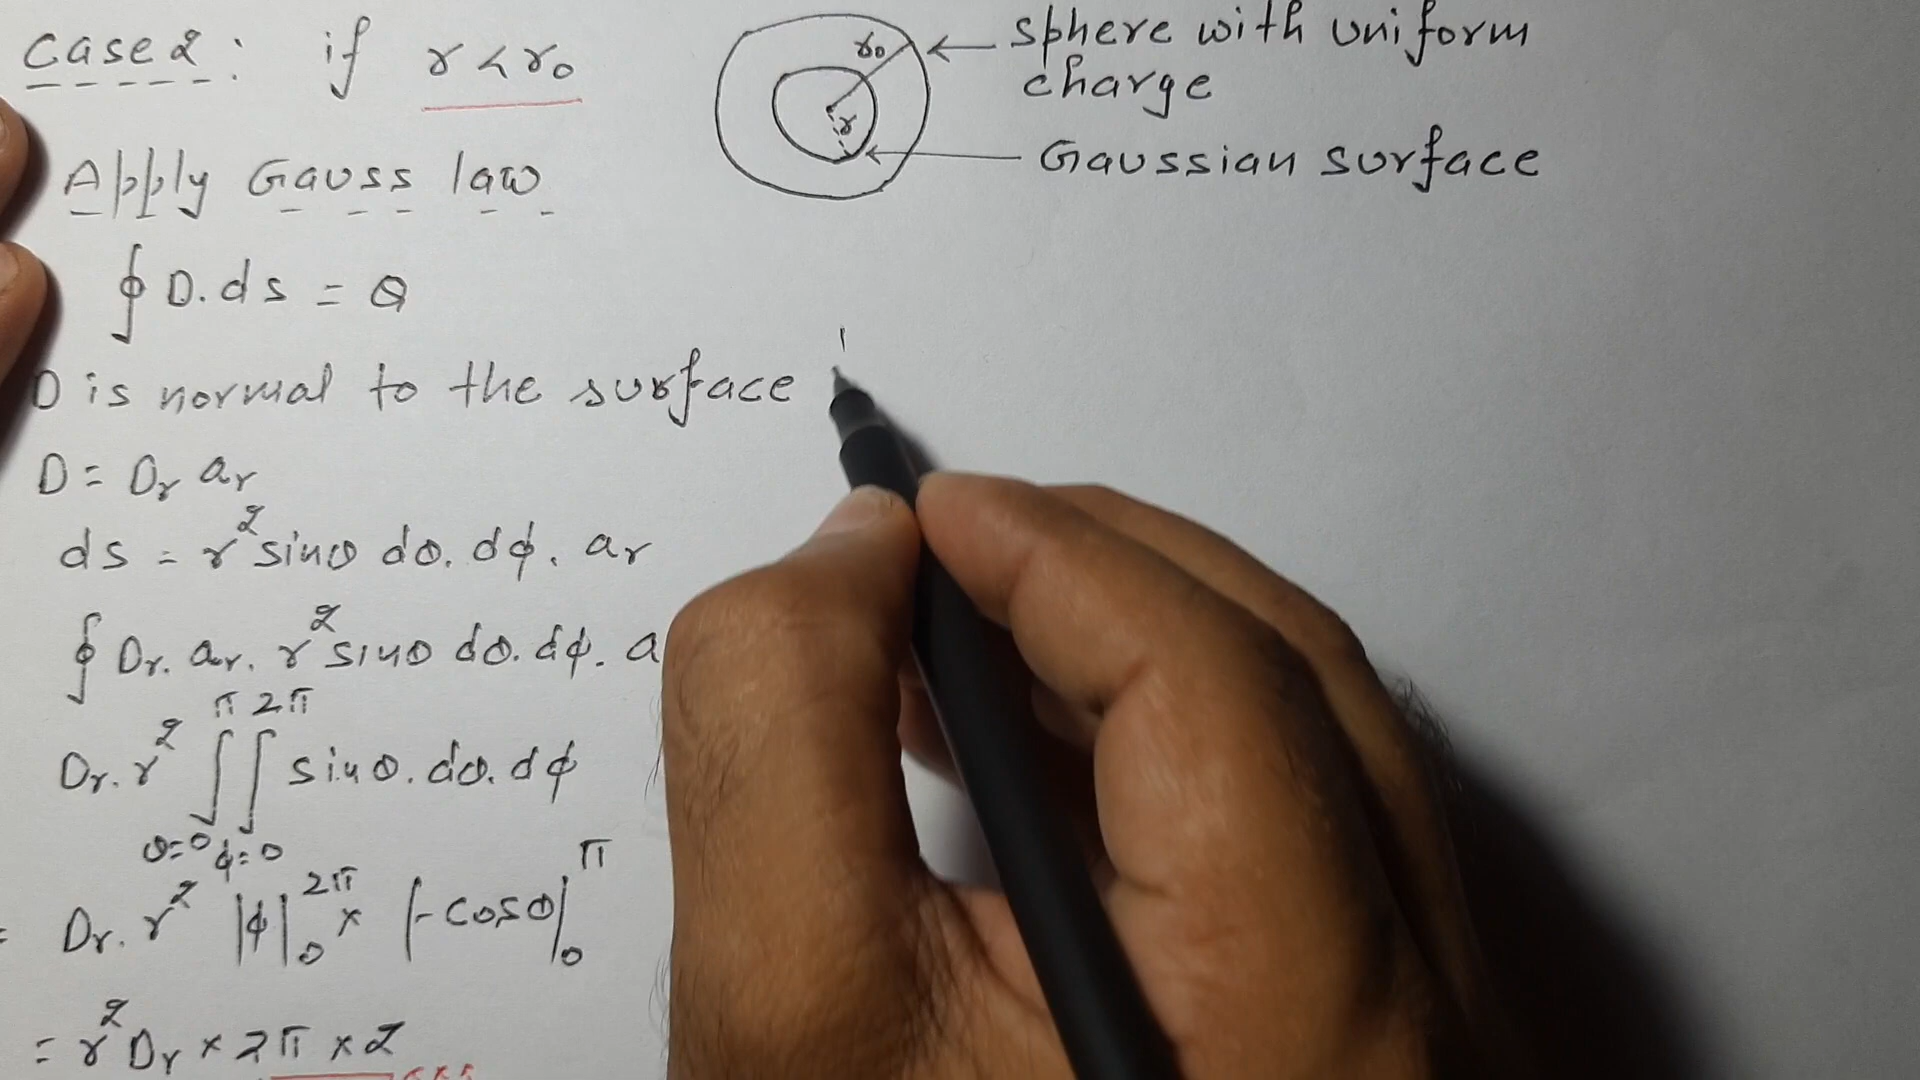 Case 2 : if r < r₀
r₀
sphere with uniform
charge
r
Gaussian surface
Apply Gauss law
∮ D. ds = Q
D is normal to the surface
D = Dr ar
ds = r² sinθ dθ. dφ. ar
∮ Dr. ar. r² sinθ dθ. dφ. a
π 2π
Dr. r² ∫∫ sinθ. dθ. dφ
θ=0 φ=0
= Dr. r² |φ|₀^2π × |-cosθ|₀^π
= r² Dr × 2π × 2